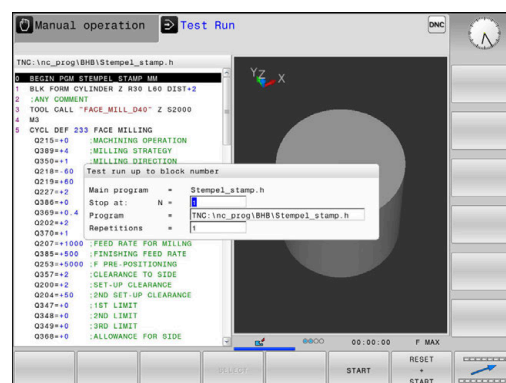 Manual operation
Test Run
DNC
TNC:\nc_prog\BHB\Stempel_stamp.h
0 BEGIN PGM STEMPEL_STAMP MM
1 BLK FORM CYLINDER Z R30 L60 DIST+2
2 ;ANY COMMENT
3 TOOL CALL "FACE_MILL_D40" Z S2000
4 M3
5 CYCL DEF 233 FACE MILLING
Q215=+0 ;MACHINING OPERATION
Q389=+4 ;MILLING STRATEGY
Q350=+1 ;MILLING DIRECTION
Q218=-60
Q219=+60
Q227=+2
Q386=+0
Q369=+0.4
Q202=+2
Q370=+1
Q207=+1000 ;FEED RATE FOR MILLNG
Q385=+500 ;FINISHING FEED RATE
Q253=+5000 ;F PRE-POSITIONING
Q357=+2 ;CLEARANCE TO SIDE
Q200=+2 ;SET-UP CLEARANCE
Q204=+50 ;2ND SET-UP CLEARANCE
Q347=+0 ;1ST LIMIT
Q348=+0 ;2ND LIMIT
Q349=+0 ;3RD LIMIT
Q368=+0 ;ALLOWANCE FOR SIDE
YZ X
Test run up to block number
Main program = Stempel_stamp.h
Stop at: N = 1
Program = TNC:\nc_prog\BHB\Stempel_stamp.h
Repetitions = 1
00:00:00 F MAX
SELECT
START
RESET
+
START